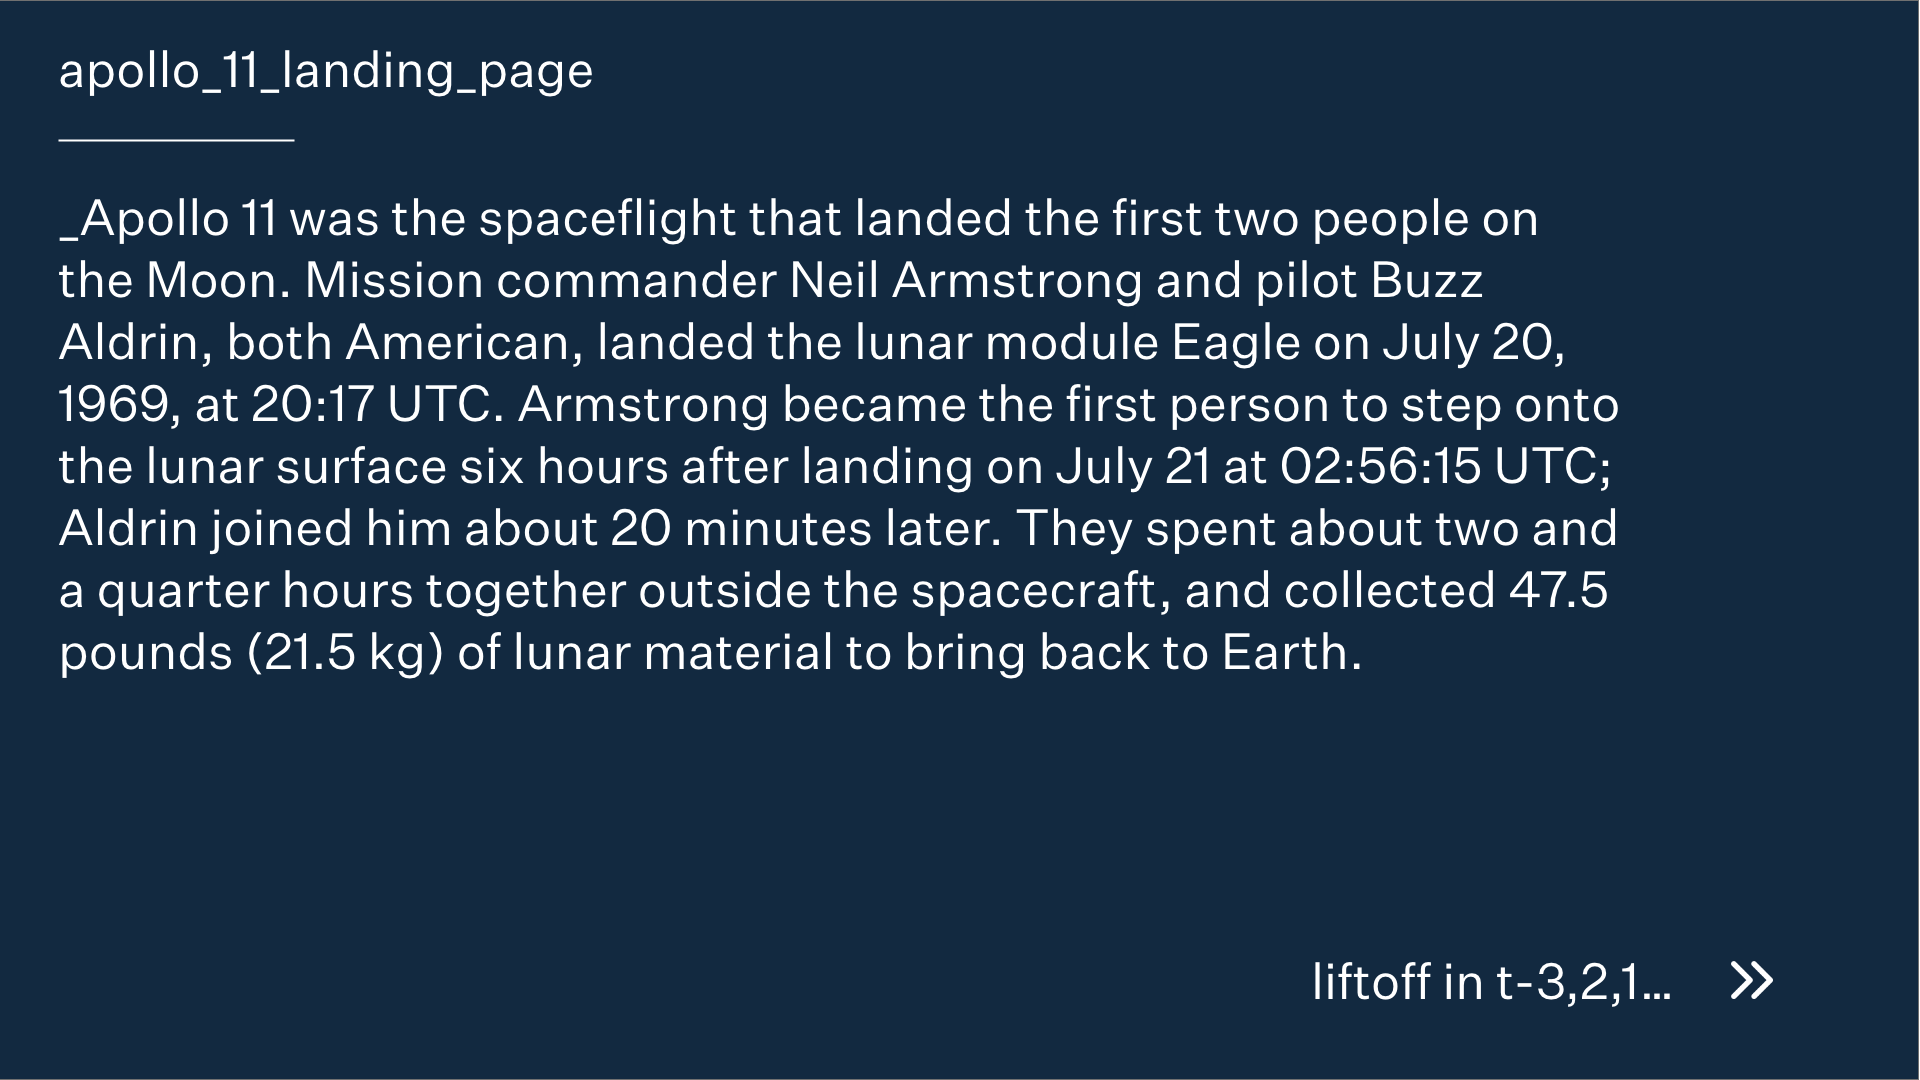 apollo_11_landing_page
_Apollo 11 was the spaceflight that landed the first two people on
the Moon. Mission commander Neil Armstrong and pilot Buzz
Aldrin, both American, landed the lunar module Eagle on July 20,
1969, at 20:17 UTC. Armstrong became the first person to step onto
the lunar surface six hours after landing on July 21 at 02:56:15 UTC;
Aldrin joined him about 20 minutes later. They spent about two and
a quarter hours together outside the spacecraft, and collected 47.5
pounds (21.5 kg) of lunar material to bring back to Earth.
liftoff in t-3,2,1...